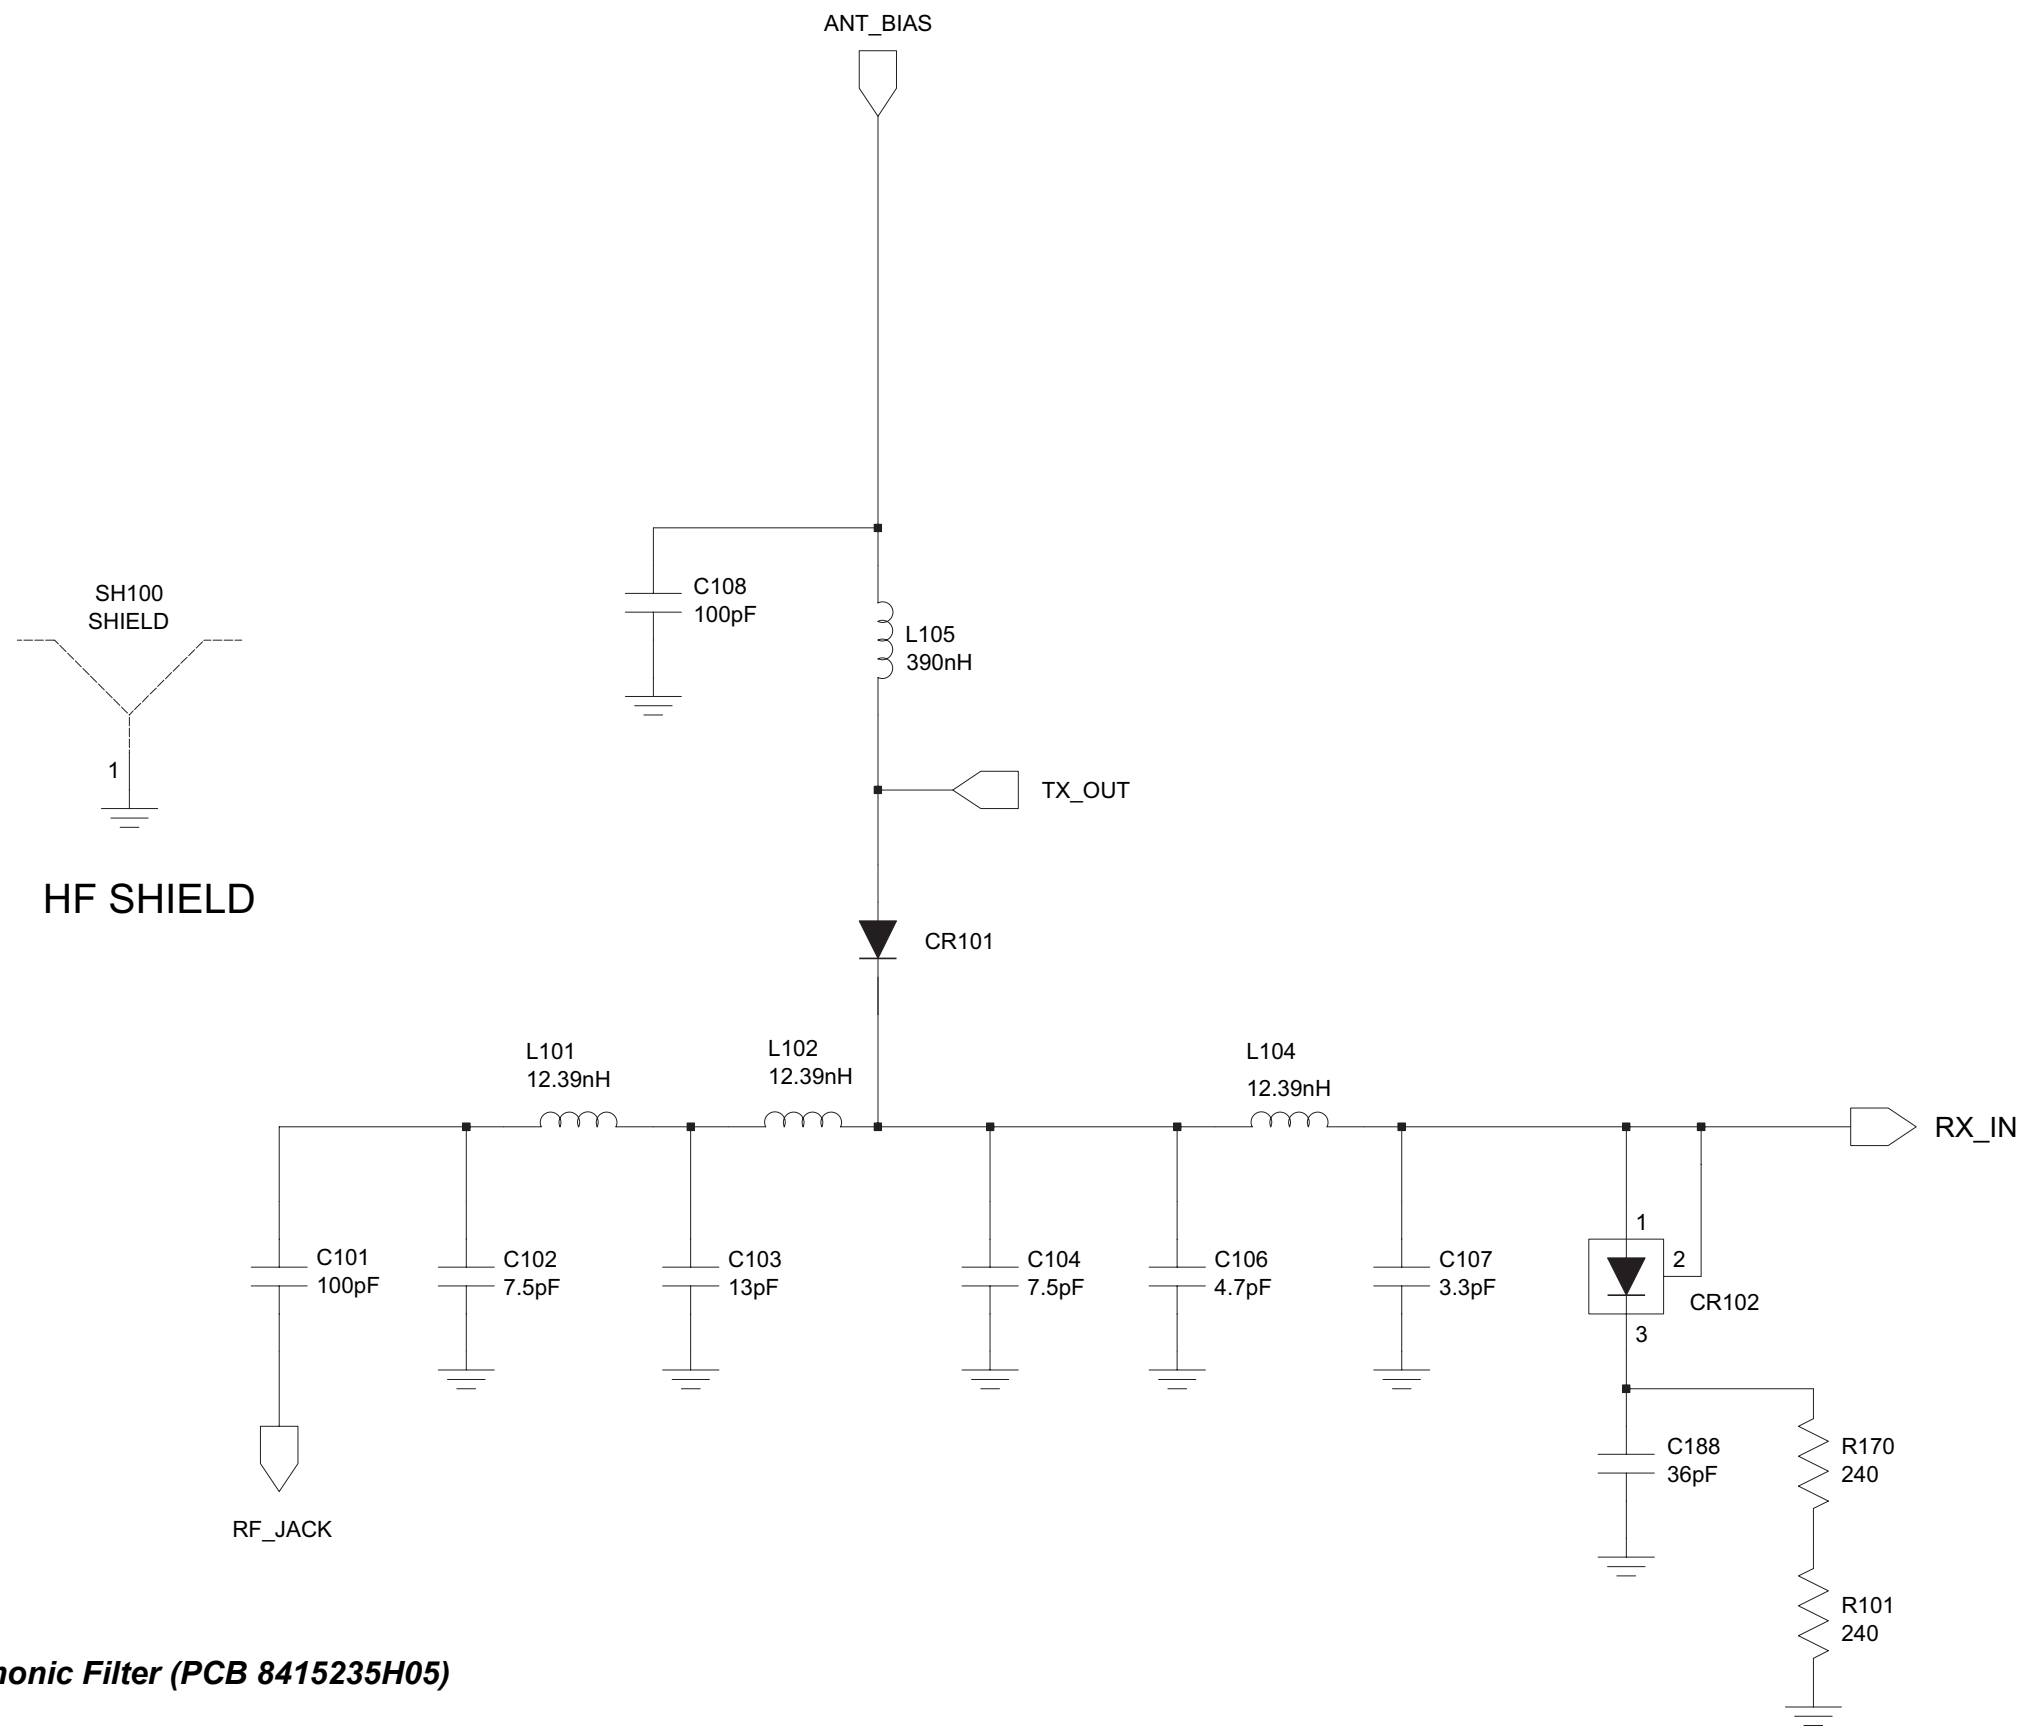 ANT_BIAS
C108
100pF
SH100
SHIELD
L105
390nH
1
TX_OUT
HF SHIELD
CR101
L101
12.39nH
L102
12.39nH
L104
12.39nH
RX_IN
C101
100pF
C102
7.5pF
C103
13pF
C104
7.5pF
C106
4.7pF
C107
3.3pF
1
2
CR102
3
C188
36pF
R170
240
RF_JACK
R101
240
nonic Filter (PCB 8415235H05)